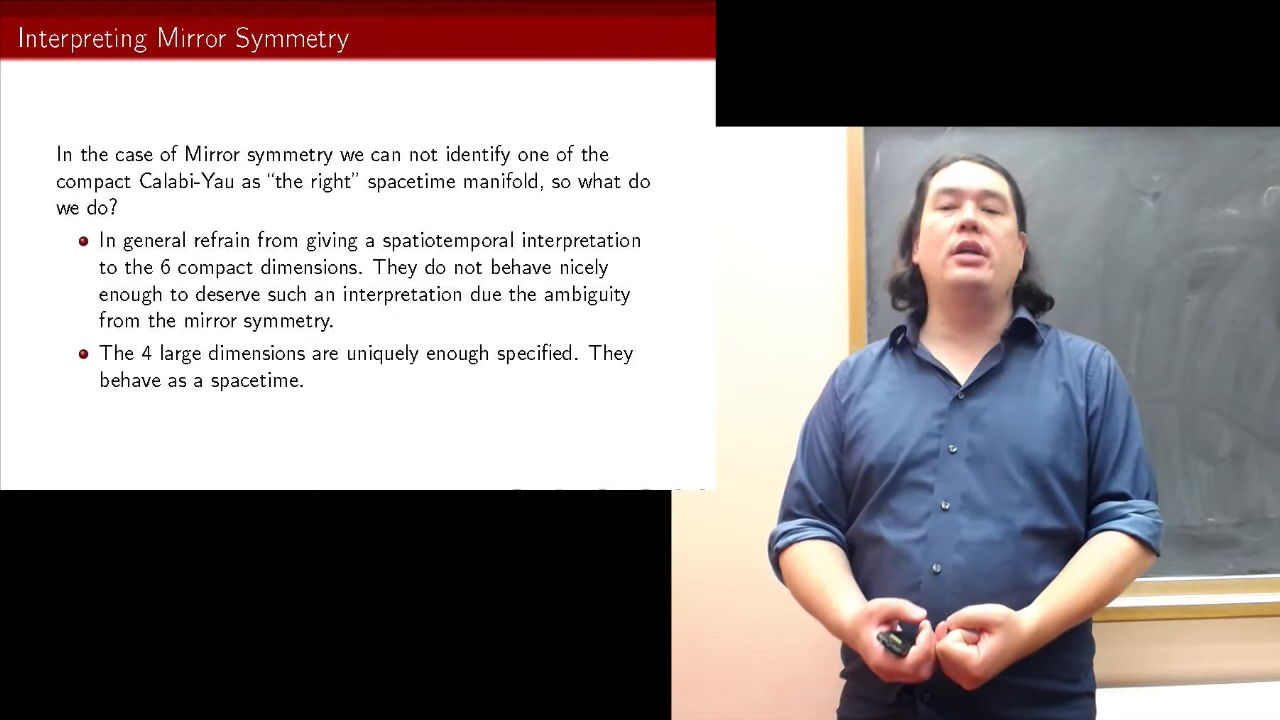 Interpreting Mirror Symmetry
In the case of Mirror symmetry we can not identify one of the
compact Calabi-Yau as “the right” spacetime manifold, so what do
we do?
In general refrain from giving a spatiotemporal interpretation
to the 6 compact dimensions. They do not behave nicely
enough to deserve such an interpretation due the ambiguity
from the mirror symmetry.
The 4 large dimensions are uniquely enough specified. They
behave as a spacetime.